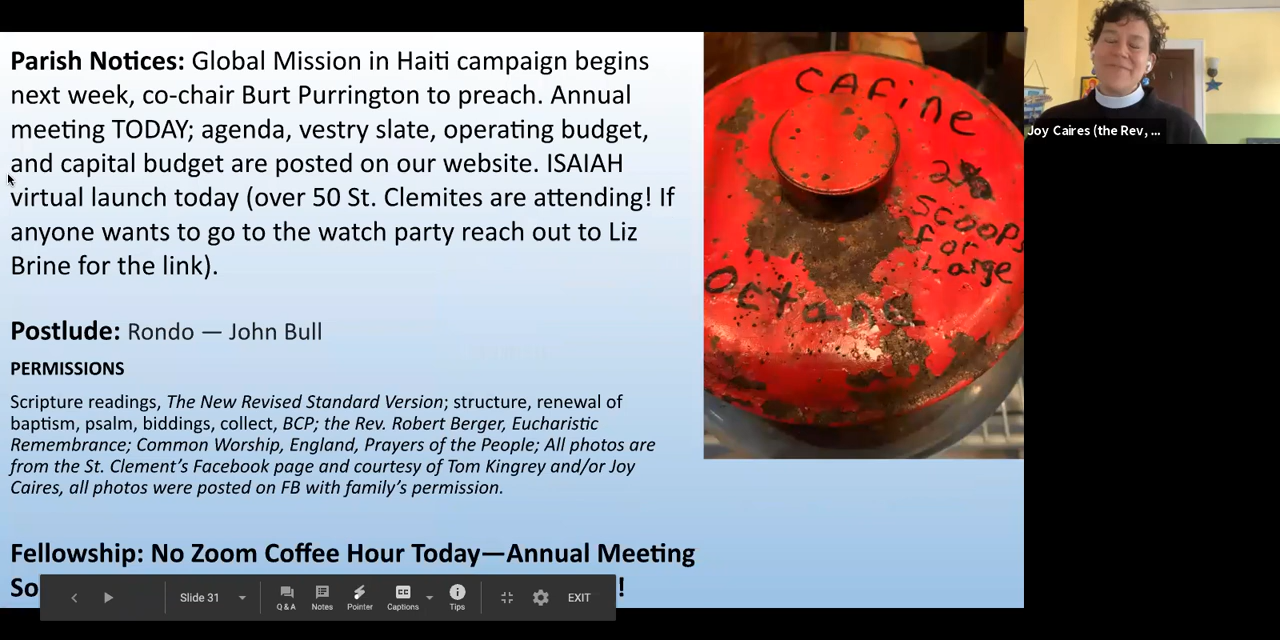 Parish Notices: Global Mission in Haiti campaign begins
next week, co-chair Burt Purrington to preach. Annual
meeting TODAY; agenda, vestry slate, operating budget,
and capital budget are posted on our website. ISAIAH
virtual launch today (over 50 St. Clemites are attending! If
anyone wants to go to the watch party reach out to Liz
Brine for the link).
Postlude: Rondo — John Bull
PERMISSIONS
Scripture readings, The New Revised Standard Version; structure, renewal of
baptism, psalm, biddings, collect, BCP; the Rev. Robert Berger, Eucharistic
Remembrance; Common Worship, England, Prayers of the People; All photos are
from the St. Clement's Facebook page and courtesy of Tom Kingrey and/or Joy
Caires, all photos were posted on FB with family's permission.
Fellowship: No Zoom Coffee Hour Today—Annual Meeting
So !
Slide 31
Q & A
Notes
Pointer
Captions
Tips
EXIT
CAFine
2
Scoops
for
Large
Octane
Joy Caires (the Rev, ...